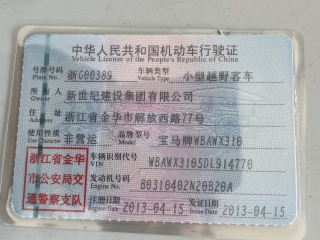 中华人民共和国机动车行驶证
Vehicle License of the People's Republic of China
号牌号码 Plate No. 浙G00389 车辆类型 Vehicle Type 小型越野客车
所有人 Owner 新世纪建设集团有限公司
住址 Address 浙江省金华市解放西路77号
使用性质 Use Character 非营运 品牌型号 Model 宝马牌WBAWX310
浙江省金华
市公安局交
通警察支队
车辆识别代号 VIN WBAWX3105DL914770
发动机号码 Engine No. B0310402N20B20A
注册日期 Register Date 2013-04-15 发证日期 Issue Date 2013-04-15